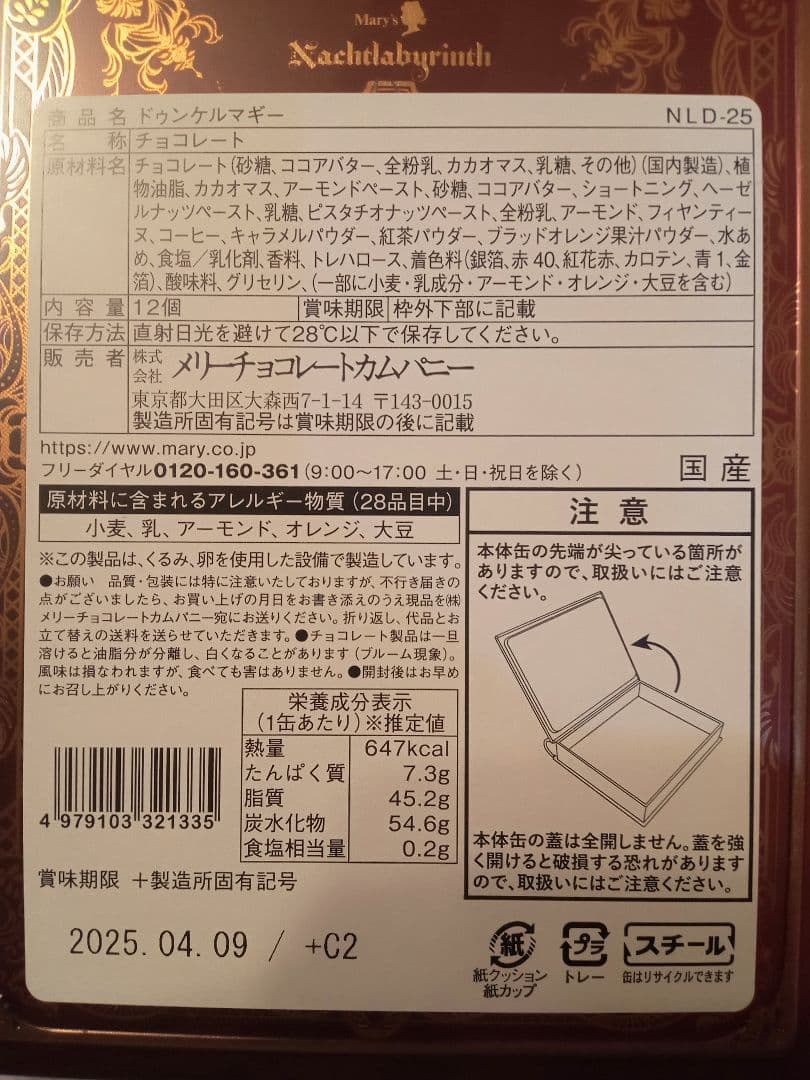 Mary's
Nachtlabyrinth
商品名 ドゥンケルマギー NLD-25
名称 チョコレート
原材料名 チョコレート(砂糖、ココアバター、全粉乳、カカオマス、乳糖、その他)(国内製造)、植
物油脂、カカオマス、アーモンドペースト、砂糖、ココアバター、ショートニング、ヘーゼ
ルナッツペースト、乳糖、ピスタチオナッツペースト、全粉乳、アーモンド、フィヤンティー
ヌ、コーヒー、キャラメルパウダー、紅茶パウダー、ブラッドオレンジ果汁パウダー、水あ
め、食塩/乳化剤、香料、トレハロース、着色料(銀箔、赤40、紅花赤、カロテン、青1、金
箔)、酸味料、グリセリン、(一部に小麦・乳成分・アーモンド・オレンジ・大豆を含む)
内容量 12個 賞味期限 枠外下部に記載
保存方法 直射日光を避けて28℃以下で保存してください。
販売者 株式会社 メリーチョコレートカムパニー
東京都大田区大森西7-1-14 〒143-0015
製造所固有記号は賞味期限の後に記載
https://www.mary.co.jp
フリーダイヤル0120-160-361(9:00〜17:00 土・日・祝日を除く)
国産
原材料に含まれるアレルギー物質(28品目中)
小麦、乳、アーモンド、オレンジ、大豆
※この製品は、くるみ、卵を使用した設備で製造しています。
●お願い 品質・包装には特に注意いたしておりますが、不行き届きの
点がございましたら、お買い上げの月日をお書き添えのうえ現品を(株)
メリーチョコレートカムパニー宛にお送りください。折り返し、代品とお
立て替えの送料を送らせていただきます。●チョコレート製品は一旦
溶けると油脂分が分離し、白くなることがあります(ブルーム現象)。
風味は損なわれますが、食べても害はありません。●開封後はお早め
にお召し上がりください。
注意
本体缶の先端が尖っている箇所が
ありますので、取扱いにはご注意
ください。
本体缶の蓋は全開しません。蓋を強
く開けると破損する恐れがあります
ので、取扱いにはご注意ください。
栄養成分表示
(1缶あたり)※推定値
熱量 647kcal
たんぱく質 7.3g
脂質 45.2g
炭水化物 54.6g
食塩相当量 0.2g
4 979103 321335
賞味期限 +製造所固有記号
2025.04.09 / +C2
紙
紙クッション
紙カップ
プラ
トレー
スチール
缶はリサイクルできます